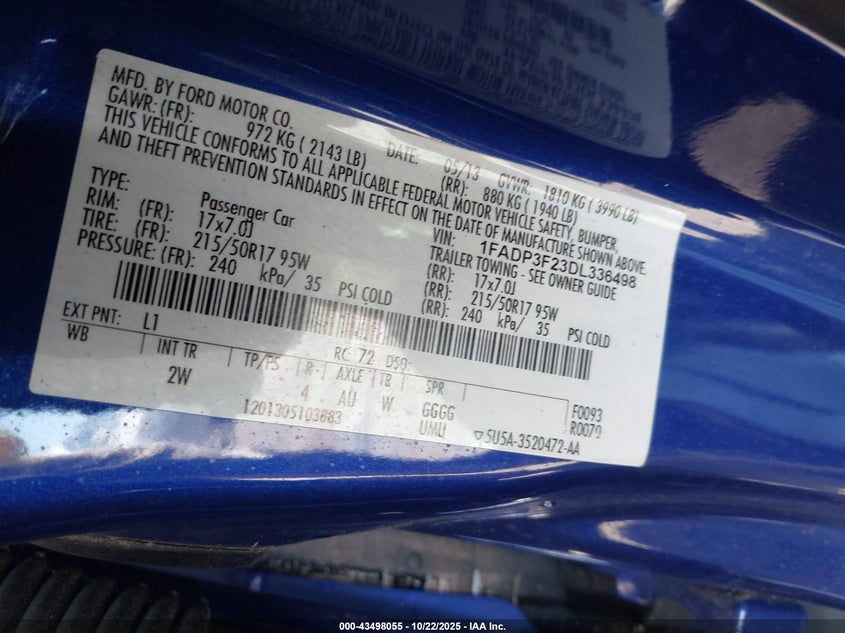 MFD. BY FORD MOTOR CO.
DATE: 05/13 GVWR: 1810 KG ( 3990 LB)
GAWR: (FR): 972 KG ( 2143 LB) (RR): 880 KG ( 1940 LB)
THIS VEHICLE CONFORMS TO ALL APPLICABLE FEDERAL MOTOR VEHICLE SAFETY, BUMPER,
AND THEFT PREVENTION STANDARDS IN EFFECT ON THE DATE OF MANUFACTURE SHOWN ABOVE.
VIN: 1FADP3F23DL336498
TYPE: Passenger Car TRAILER TOWING - SEE OWNER GUIDE
RIM: (FR): 17x7.0J (RR): 17x7.0J
TIRE: (FR): 215/50R17 95W (RR): 215/50R17 95W
PRESSURE: (FR): 240 kPa/ 35 PSI COLD (RR): 240 kPa/ 35 PSI COLD
EXT PNT: L1 RC: 72 DSO:
WB INT TR TP/PS R AXLE TR SPR
2W 4 AU W GGGG F0093
1201305103883 UMU R0070
▽5U5A-3520472-AA
000-43498055 - 10/22/2025 - IAA Inc.